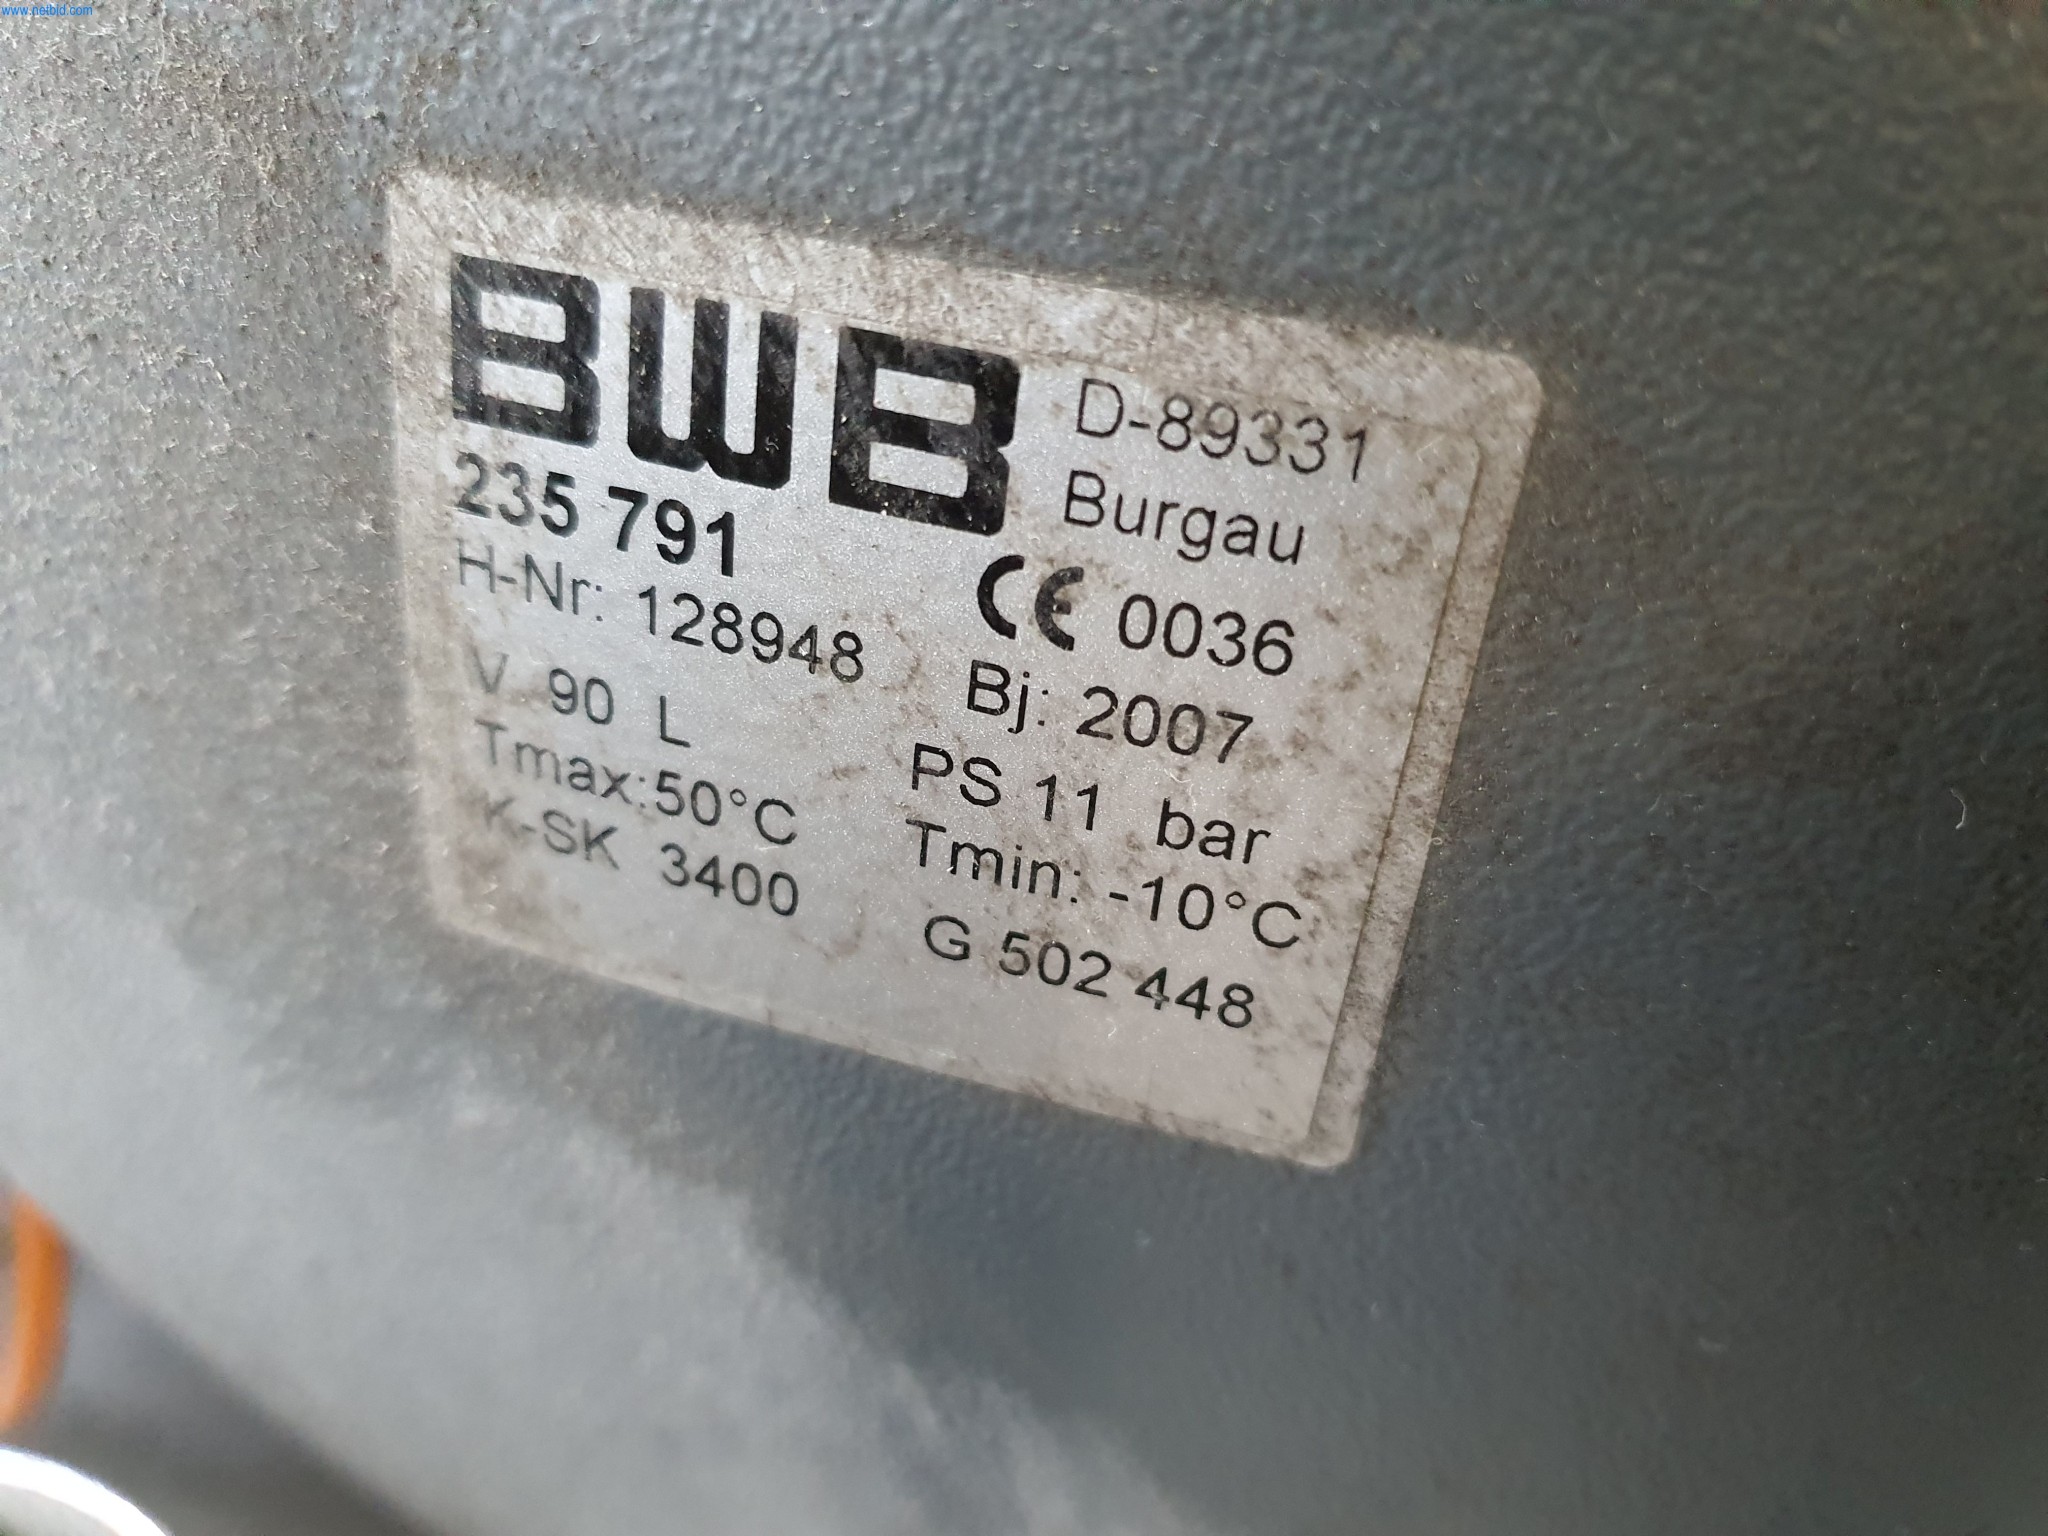 www.netbid.com
BWB
D-89331
Burgau
235 791
CE 0036
H-Nr: 128948
Bj: 2007
V 90 L
PS 11 bar
Tmax:50°C
Tmin: -10°C
K-SK 3400
G 502 448